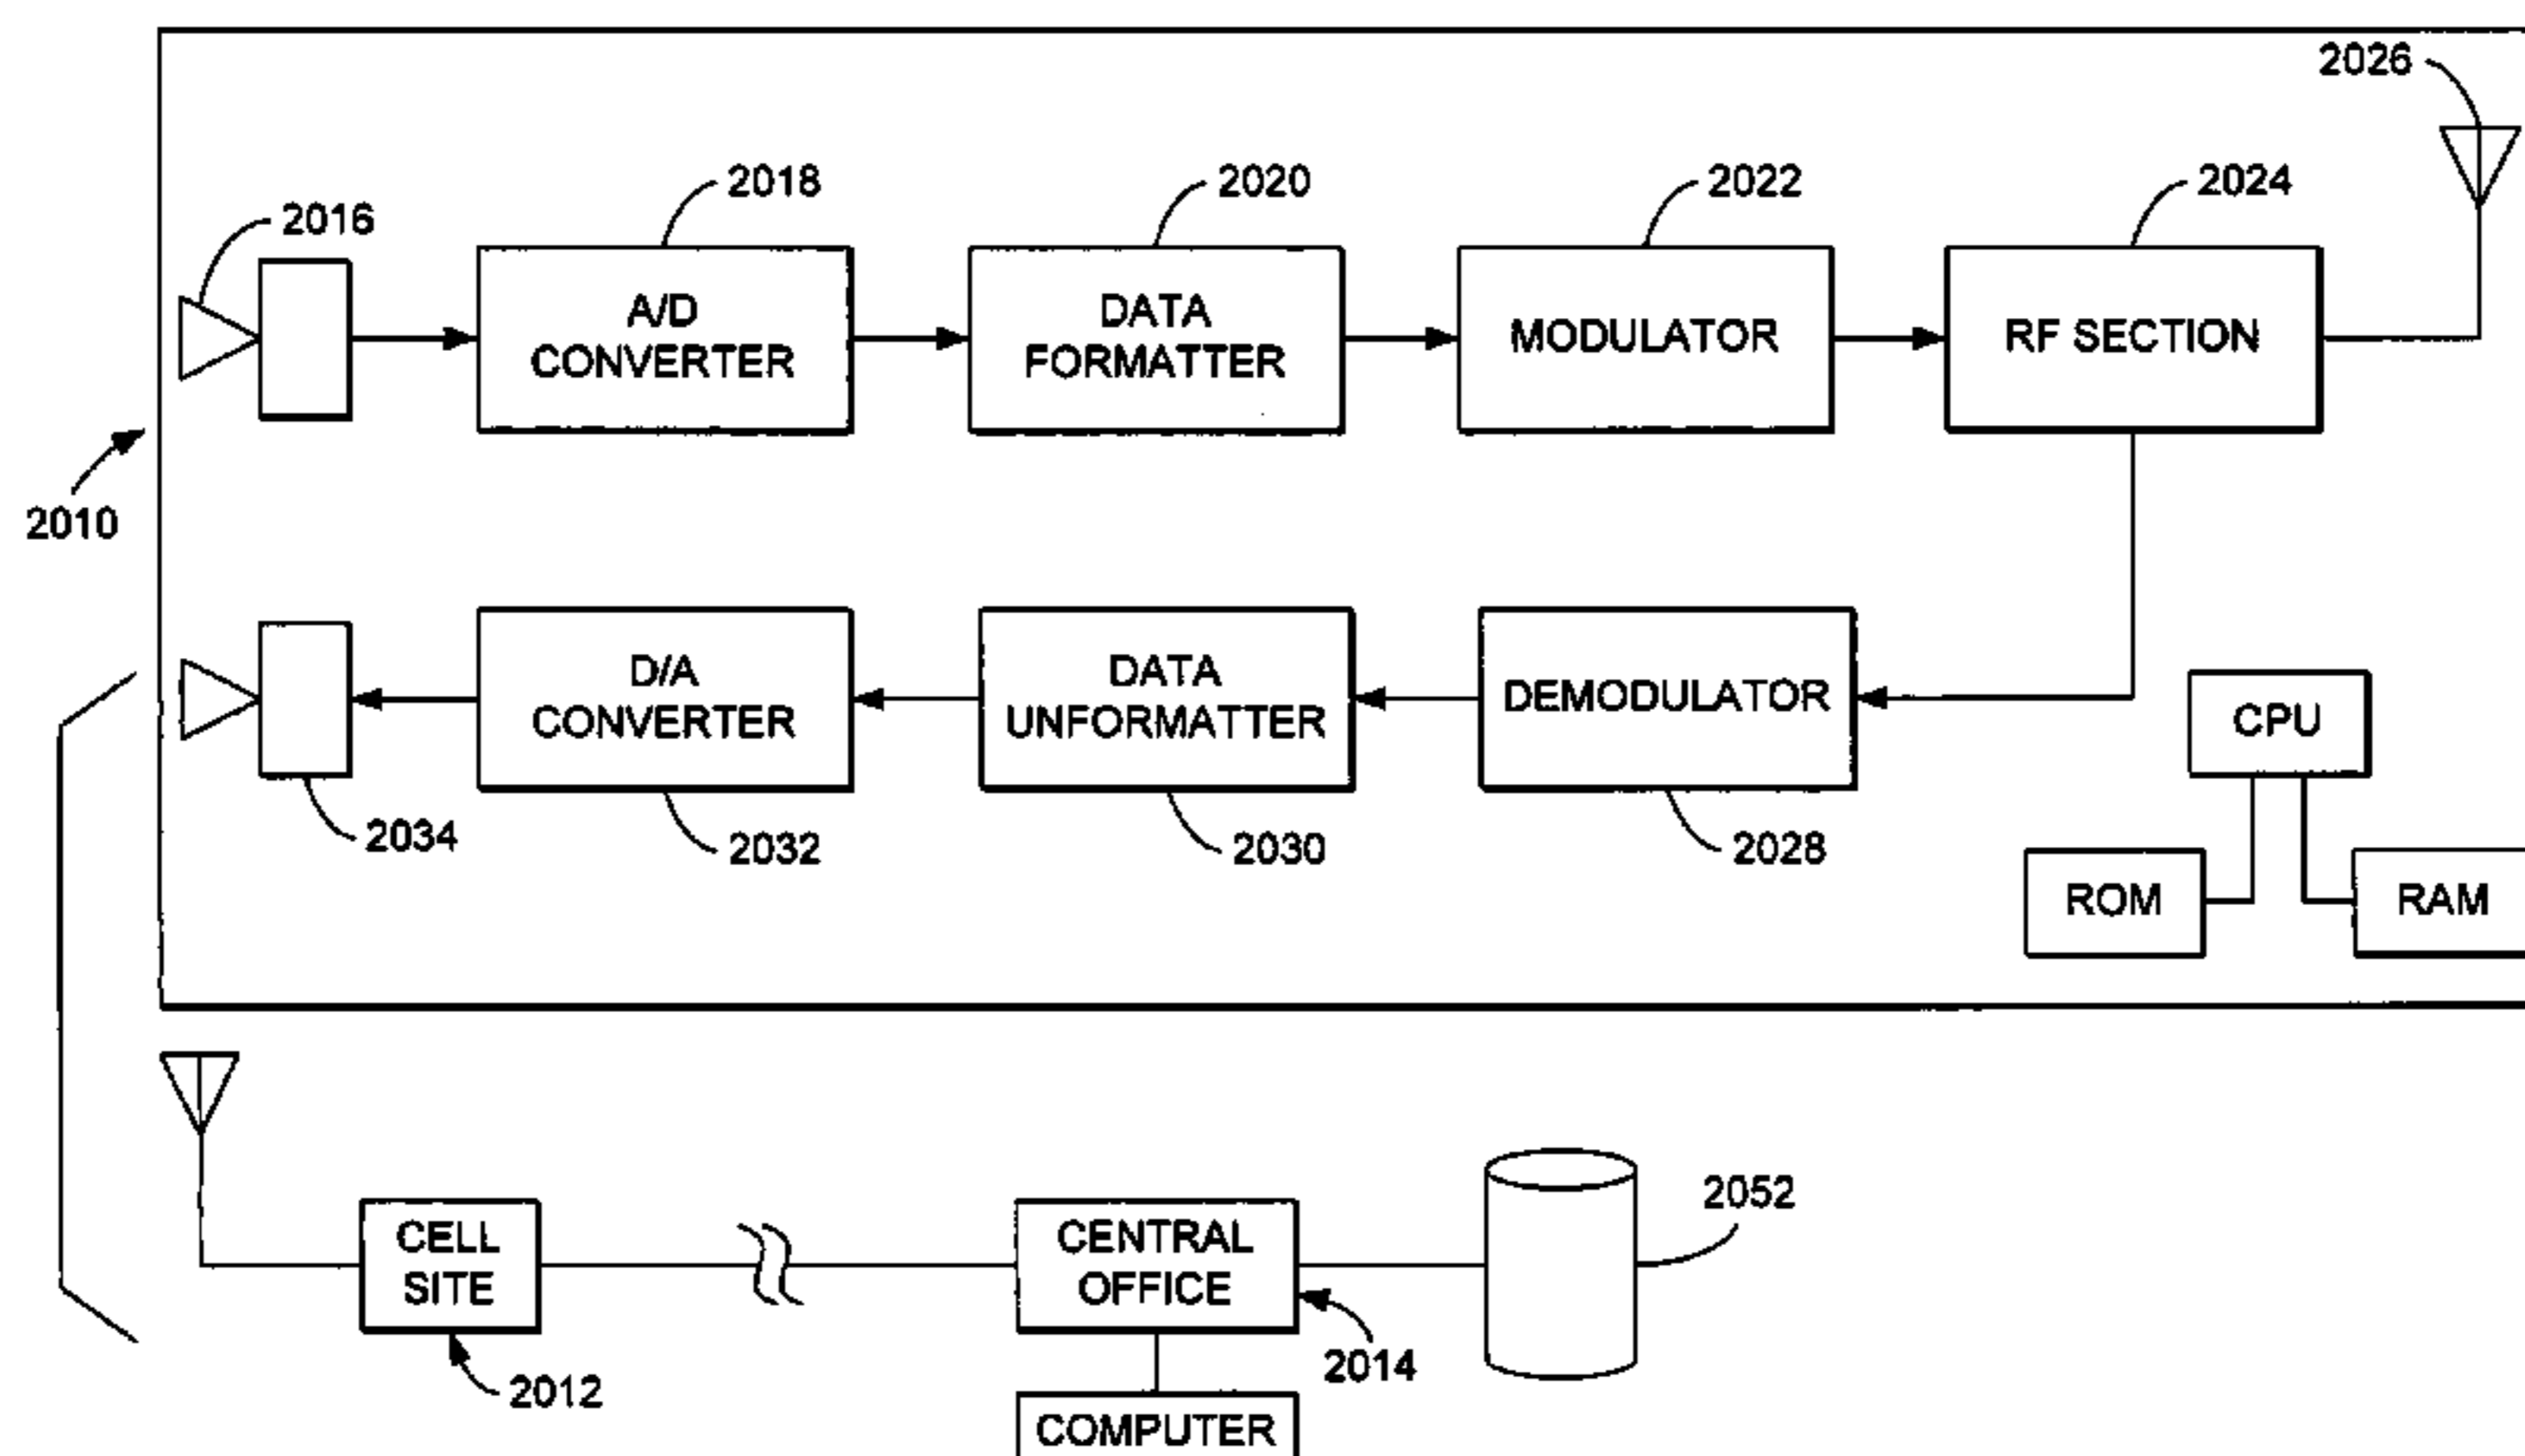 2026
2018
2020
2022
2024
2016
A/D
CONVERTER
DATA
FORMATTER
MODULATOR
RF SECTION
2010
D/A
CONVERTER
DATA
UNFORMATTER
DEMODULATOR
CPU
2034
2032
2030
2028
ROM
RAM
CELL
SITE
CENTRAL
OFFICE
2052
2014
2012
COMPUTER